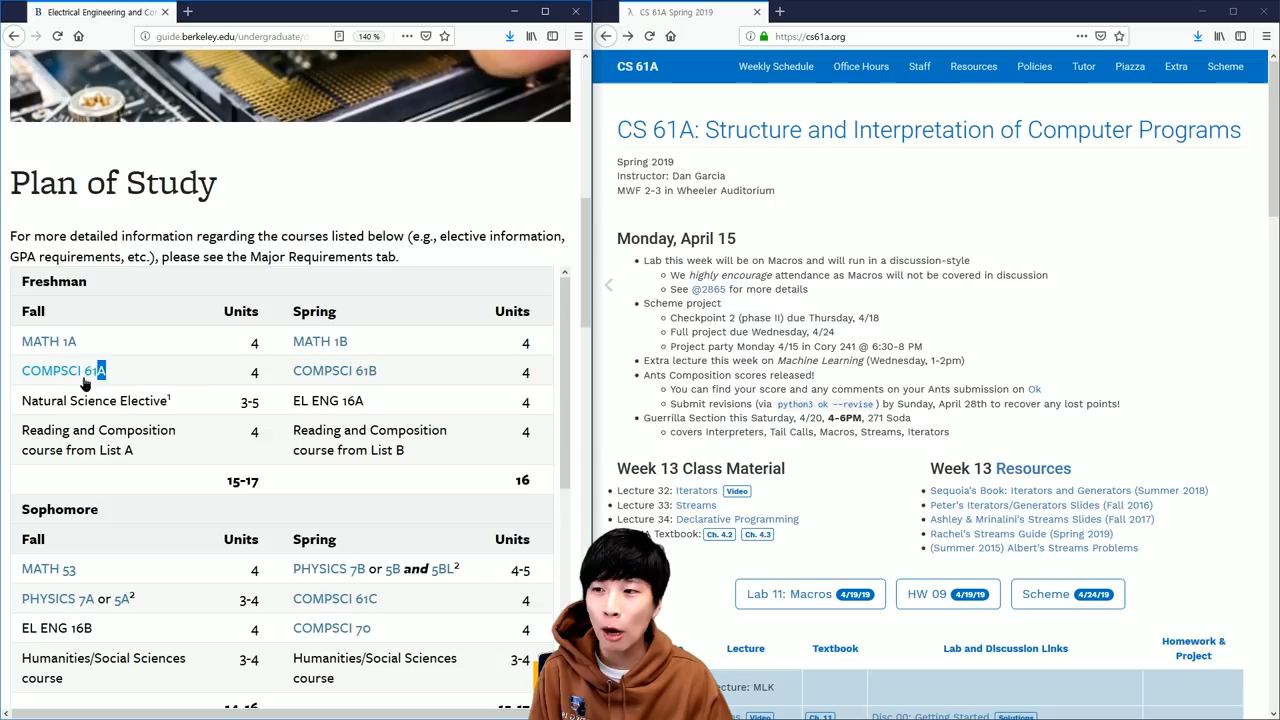 B Electrical Engineering and Co
guide.berkeley.edu/undergraduate/d
140 %
Plan of Study
For more detailed information regarding the courses listed below (e.g., elective information,
GPA requirements, etc.), please see the Major Requirements tab.
Freshman
Fall Units Spring Units
MATH 1A 4 MATH 1B 4
COMPSCI 61A 4 COMPSCI 61B 4
Natural Science Elective1 3-5 EL ENG 16A 4
Reading and Composition course from List A 4 Reading and Composition course from List B 4
15-17 16
Sophomore
Fall Units Spring Units
MATH 53 4 PHYSICS 7B or 5B and 5BL2 4-5
PHYSICS 7A or 5A2 3-4 COMPSCI 61C 4
EL ENG 16B 4 COMPSCI 70 4
Humanities/Social Sciences course 3-4 Humanities/Social Sciences course 3-4
λ CS 61A Spring 2019
https://cs61a.org
CS 61A Weekly Schedule Office Hours Staff Resources Policies Tutor Piazza Extra Scheme
CS 61A: Structure and Interpretation of Computer Programs
Spring 2019
Instructor: Dan Garcia
MWF 2-3 in Wheeler Auditorium
Monday, April 15
Lab this week will be on Macros and will run in a discussion-style
We highly encourage attendance as Macros will not be covered in discussion
See @2865 for more details
Scheme project
Checkpoint 2 (phase II) due Thursday, 4/18
Full project due Wednesday, 4/24
Project party Monday 4/15 in Cory 241 @ 6:30-8 PM
Extra lecture this week on Machine Learning (Wednesday, 1-2pm)
Ants Composition scores released!
You can find your score and any comments on your Ants submission on Ok
Submit revisions (via python3 ok --revise) by Sunday, April 28th to recover any lost points!
Guerrilla Section this Saturday, 4/20, 4-6PM, 271 Soda
covers Interpreters, Tail Calls, Macros, Streams, Iterators
Week 13 Class Material
Lecture 32: Iterators Video
Lecture 33: Streams
Lecture 34: Declarative Programming
Textbook: Ch. 4.2 Ch. 4.3
Week 13 Resources
Sequoia's Book: Iterators and Generators (Summer 2018)
Peter's Iterators/Generators Slides (Fall 2016)
Ashley & Mrinalini's Streams Slides (Fall 2017)
Rachel's Streams Guide (Spring 2019)
(Summer 2015) Albert's Streams Problems
Lab 11: Macros 4/19/19 HW 09 4/19/19 Scheme 4/24/19
Lecture Textbook Lab and Discussion Links Homework & Project
MLK
Video Ch. 1.1 Disc 00: Getting Started Solutions